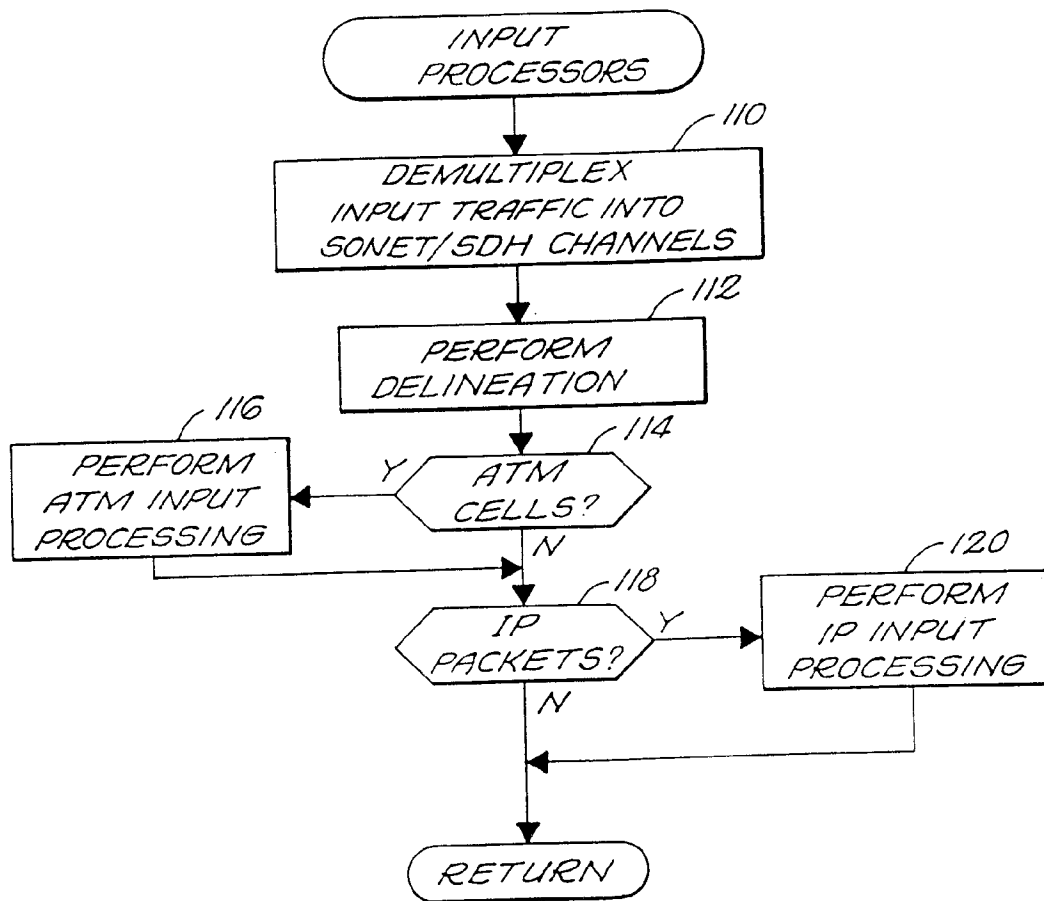 INPUT
PROCESSORS
110
DEMULTIPLEX
INPUT TRAFFIC INTO
SONET/SDH CHANNELS
112
PERFORM
DELINEATION
114
ATM
CELLS?
Y
N
116
PERFORM
ATM INPUT
PROCESSING
118
IP
PACKETS?
Y
N
120
PERFORM
IP INPUT
PROCESSING
RETURN